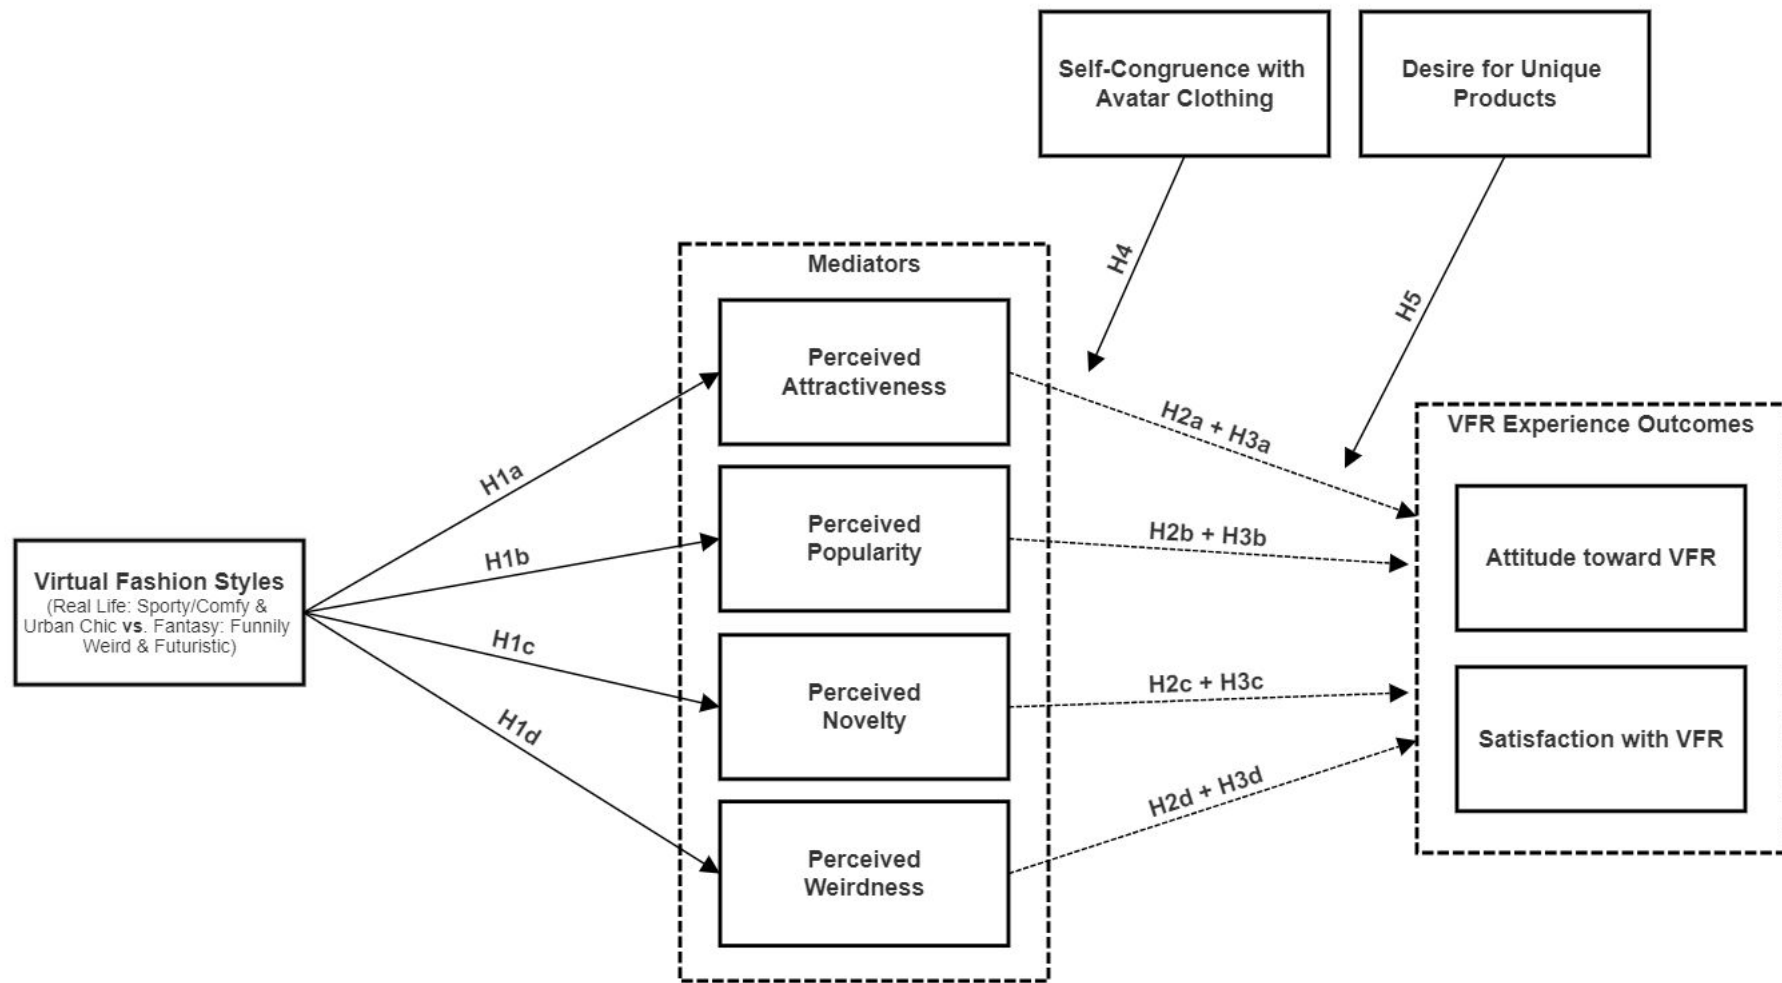 Self-Congruence with
Avatar Clothing
Desire for Unique
Products
H4
H5
Mediators
Perceived
Attractiveness
H1a
H2a + H3a
VFR Experience Outcomes
Perceived
Popularity
H1b
H2b + H3b
Attitude toward VFR
Virtual Fashion Styles
(Real Life: Sporty/Comfy &
Urban Chic vs. Fantasy: Funnily
Weird & Futuristic)
H1c
Perceived
Novelty
H2c + H3c
H1d
Satisfaction with VFR
H2d + H3d
Perceived
Weirdness